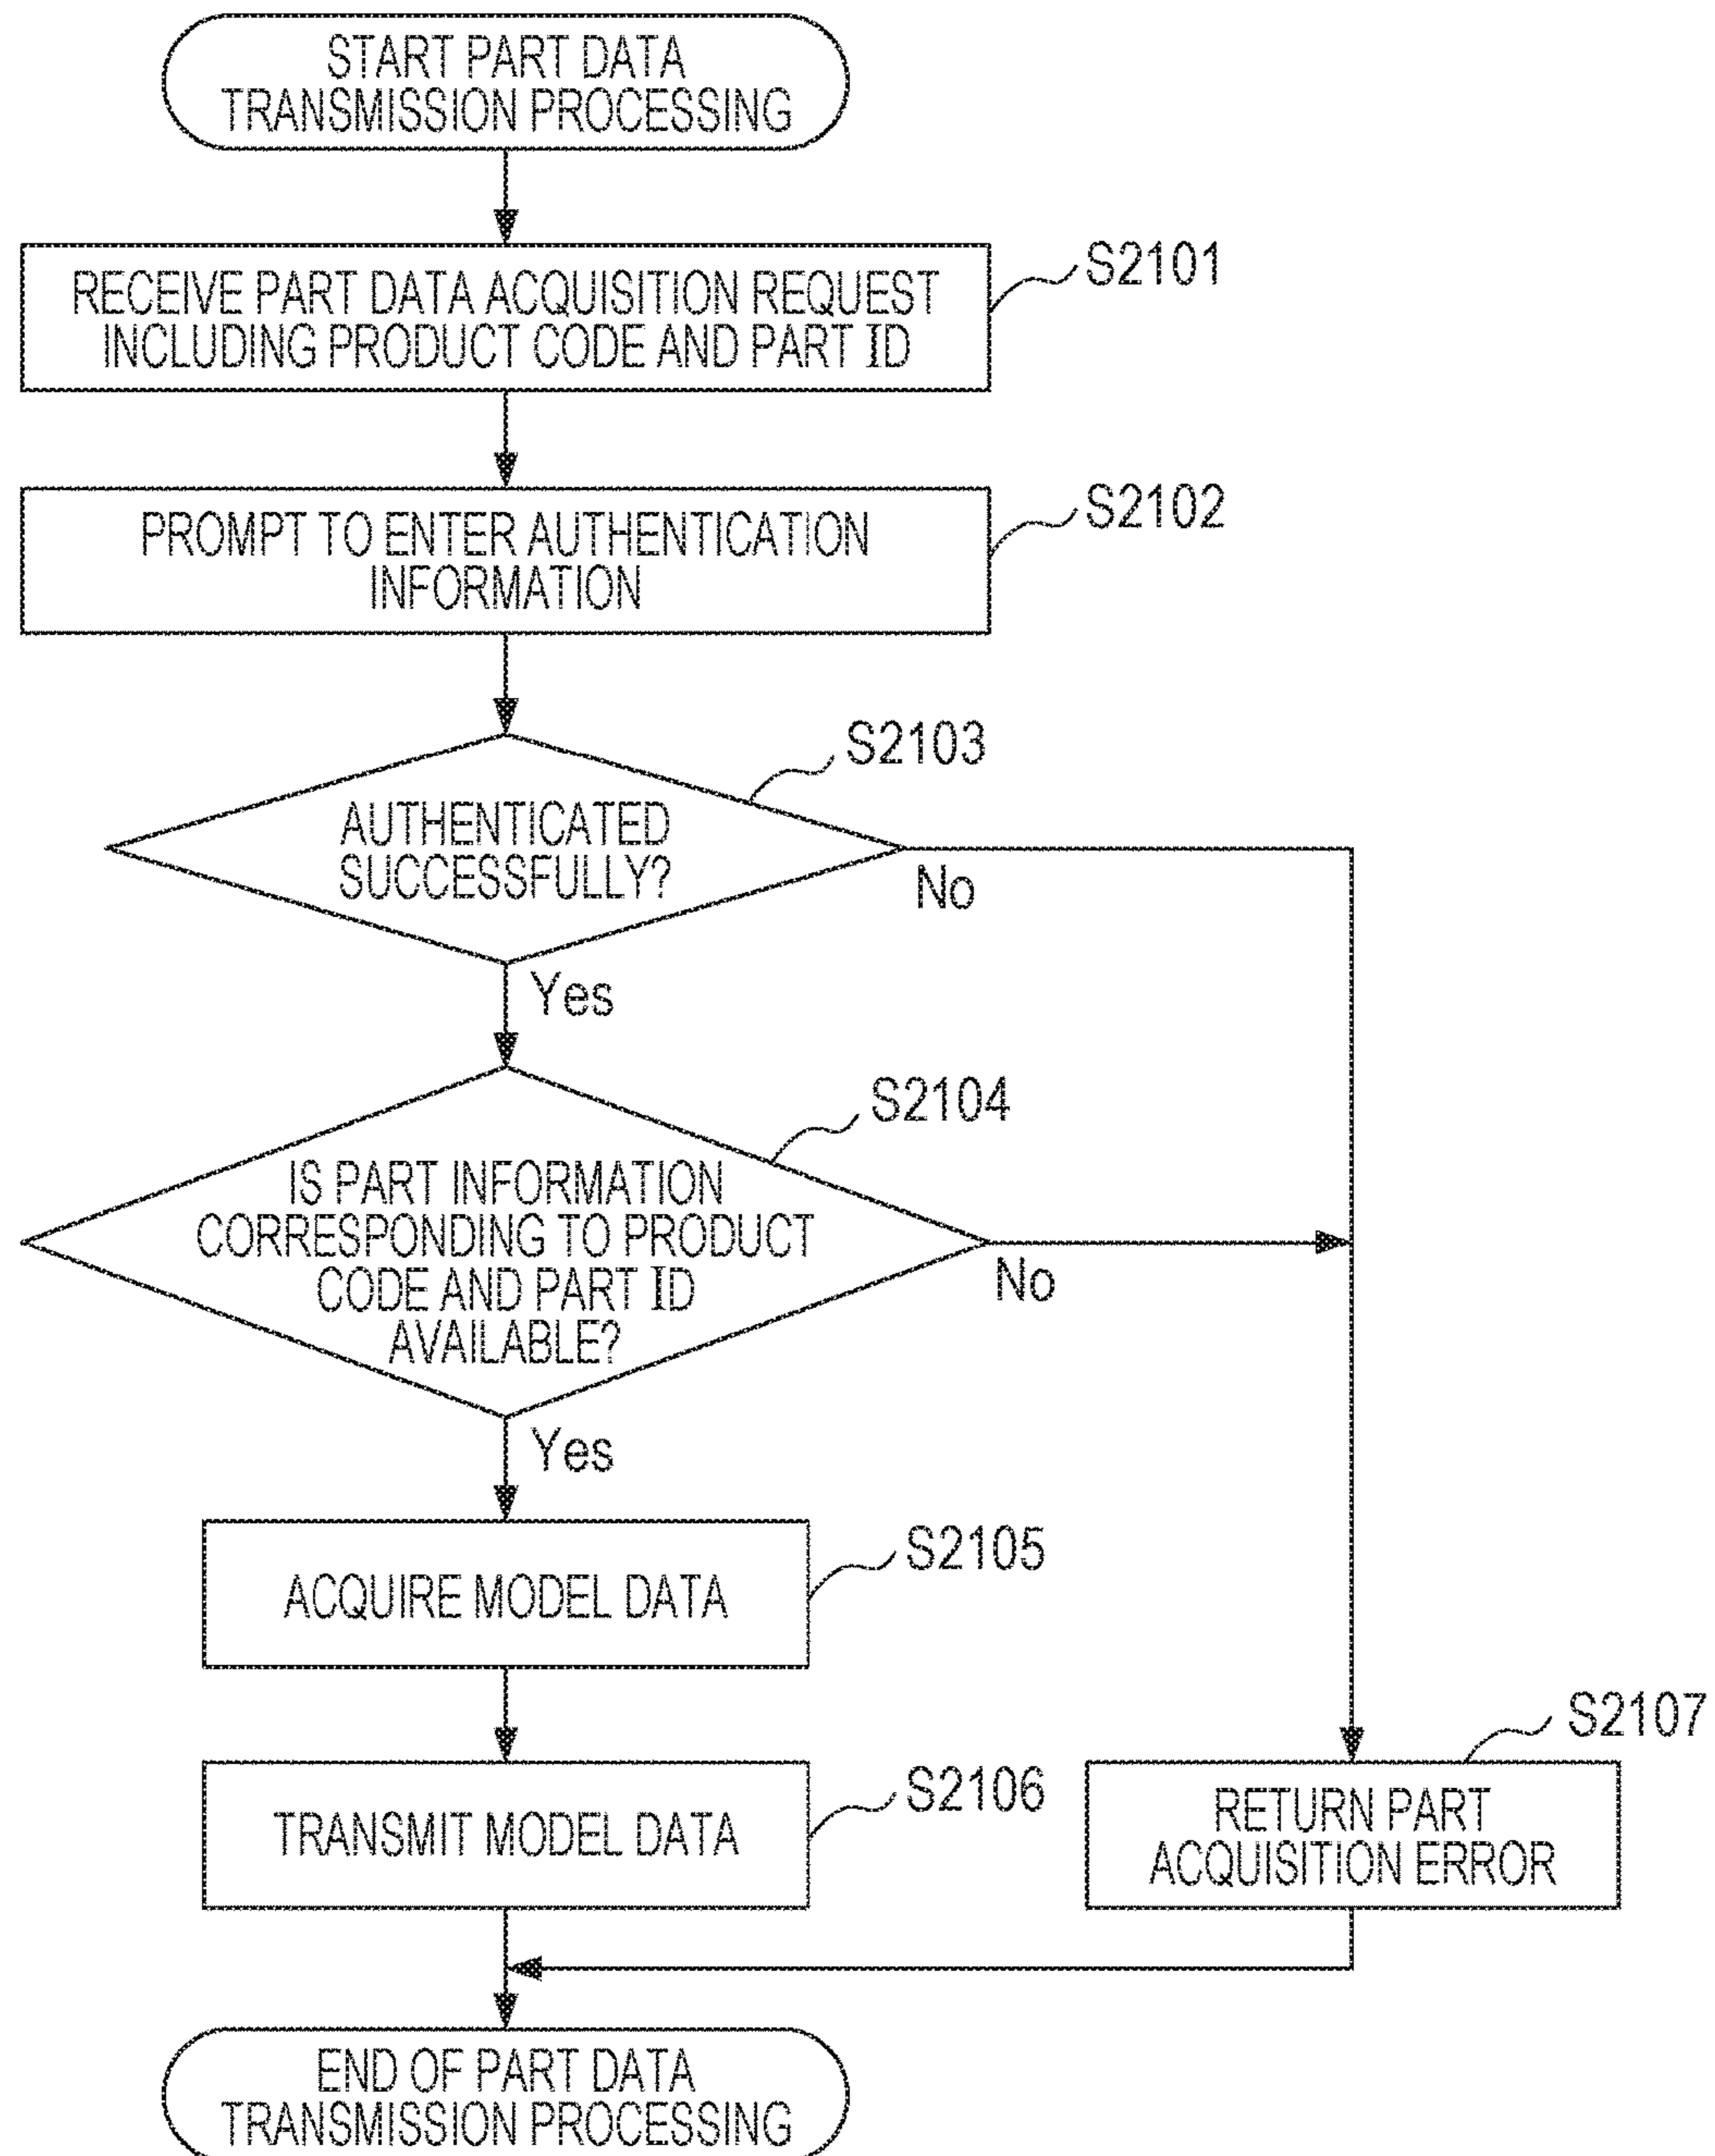 START PART DATA
TRANSMISSION PROCESSING
S2101
RECEIVE PART DATA ACQUISITION REQUEST
INCLUDING PRODUCT CODE AND PART ID
S2102
PROMPT TO ENTER AUTHENTICATION
INFORMATION
S2103
AUTHENTICATED
SUCCESSFULLY?
No
Yes
S2104
IS PART INFORMATION
CORRESPONDING TO PRODUCT
CODE AND PART ID
AVAILABLE?
No
Yes
S2105
ACQUIRE MODEL DATA
S2106
TRANSMIT MODEL DATA
S2107
RETURN PART
ACQUISITION ERROR
END OF PART DATA
TRANSMISSION PROCESSING